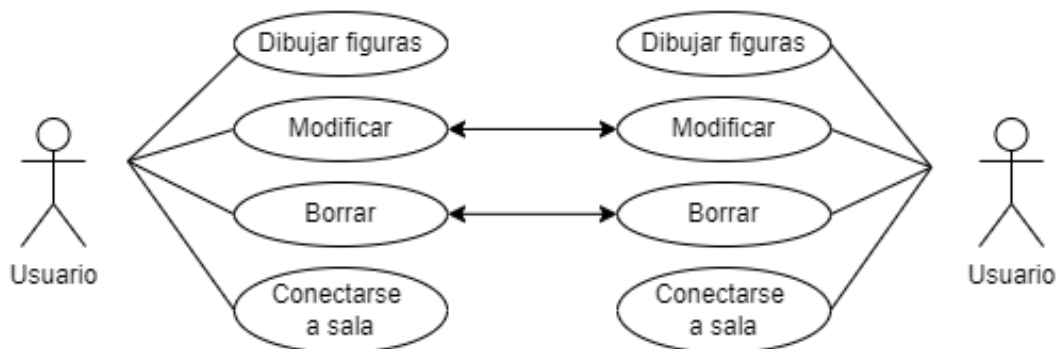 Dibujar figuras
Dibujar figuras
Modificar
Modificar
Borrar
Borrar
Usuario
Usuario
Conectarse
a sala
Conectarse
a sala